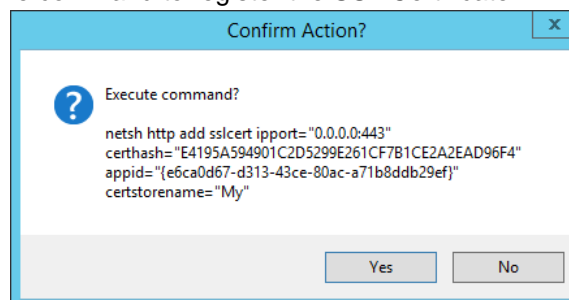 Confirm Action?
x
Execute command?
netsh http add sslcert ipport="0.0.0.0:443"
certhash="E4195A594901C2D5299E261CF7B1CE2A2EAD96F4"
appid="{e6ca0d67-d313-43ce-80ac-a71b8ddb29ef}"
certstorename="My"
Yes No